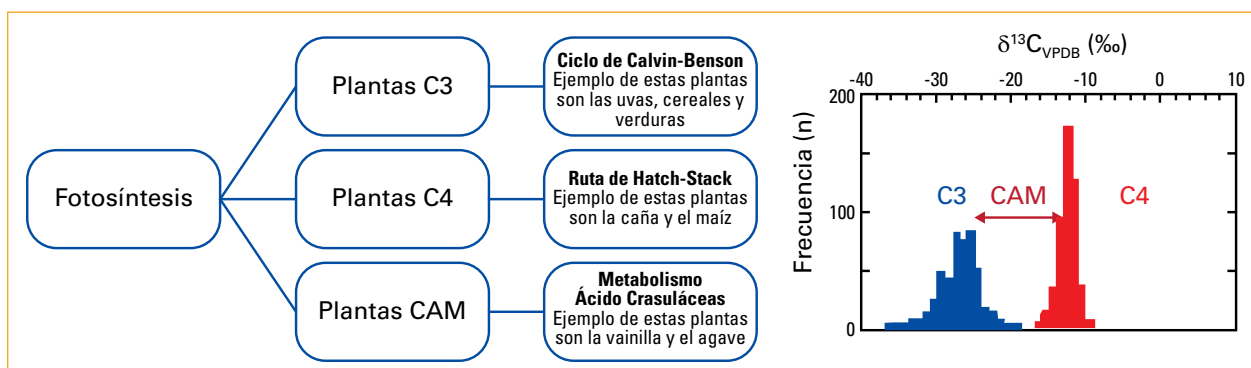 Fotosíntesis
Plantas C3
Ciclo de Calvin-Benson
Ejemplo de estas plantas
son las uvas, cereales y
verduras
Plantas C4
Ruta de Hatch-Stack
Ejemplo de estas plantas
son la caña y el maíz
Plantas CAM
Metabolismo
Ácido Crasuláceas
Ejemplo de estas plantas
son la vainilla y el agave
δ13CVPDB (‰)
-40 -30 -20 -10 0 10
200
100
0
Frecuencia (n)
C3 CAM C4